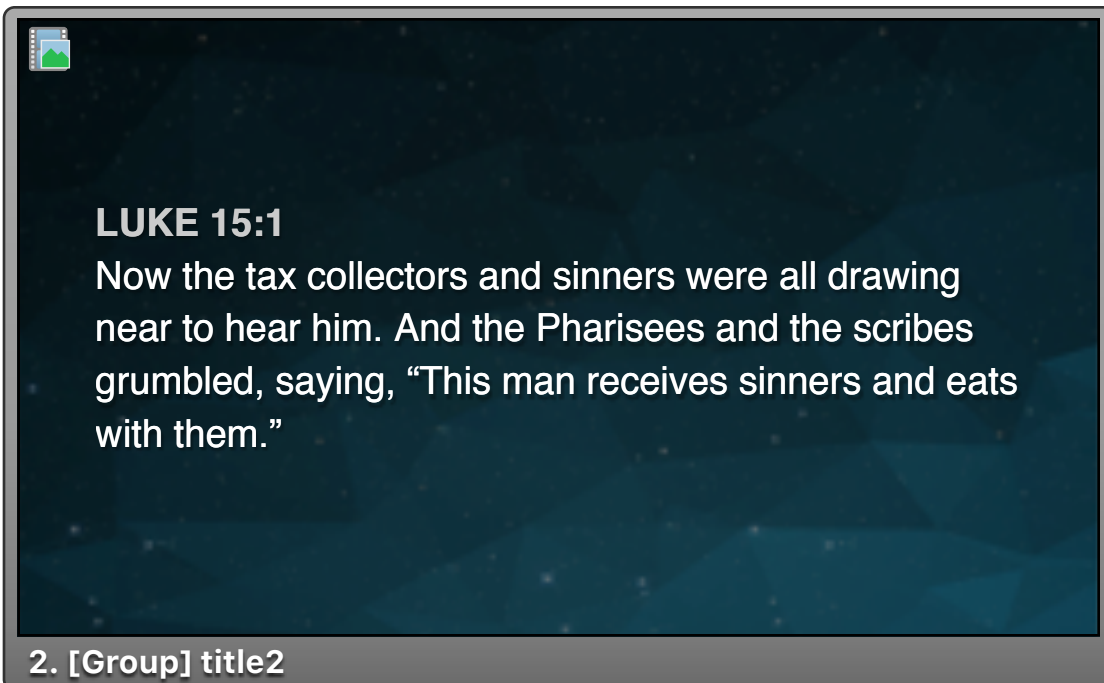 LUKE 15:1
Now the tax collectors and sinners were all drawing
near to hear him. And the Pharisees and the scribes
grumbled, saying, “This man receives sinners and eats
with them.”
2. [Group] title2